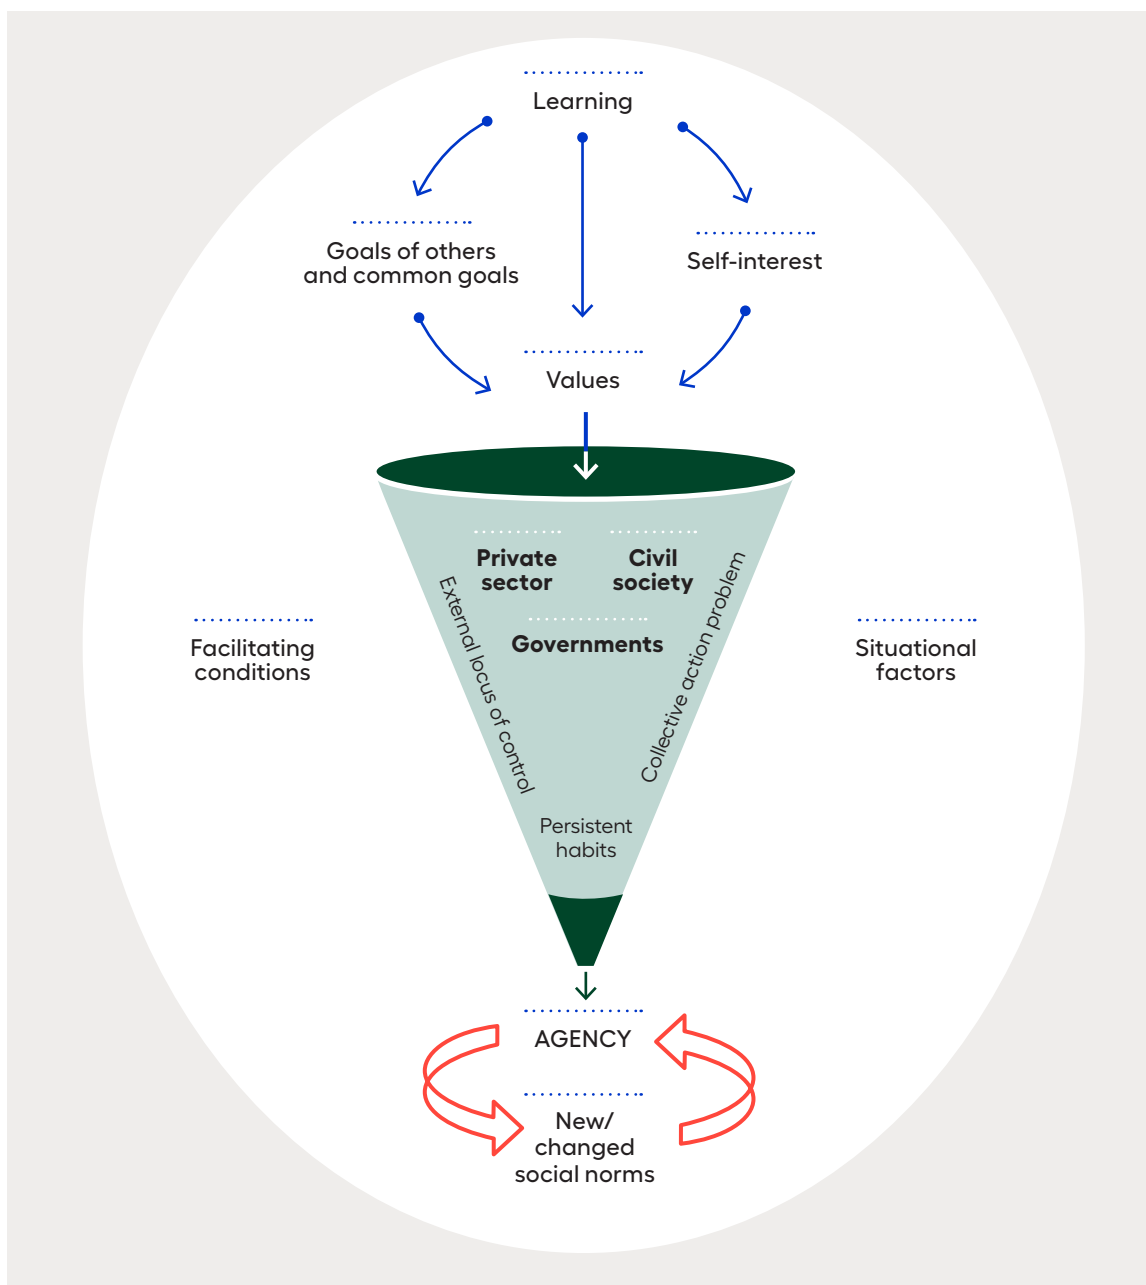 Learning
Goals of others
and common goals
Self-interest
Values
Private
sector
Civil
society
Governments
External locus of control
Collective action problem
Facilitating
conditions
Situational
factors
Persistent
habits
AGENCY
New/
changed
social norms